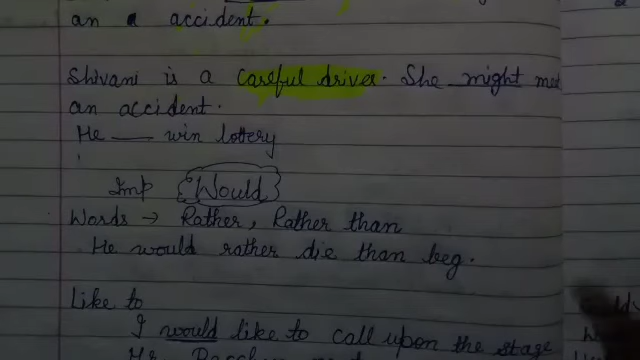 an a accident.
Shivani is a careful driver. She might
an accident.
He — win lottery
Imp Would
Words → Rather, Rather than
He would rather die than beg.
Like to
I would like to call upon the stage
Mr.